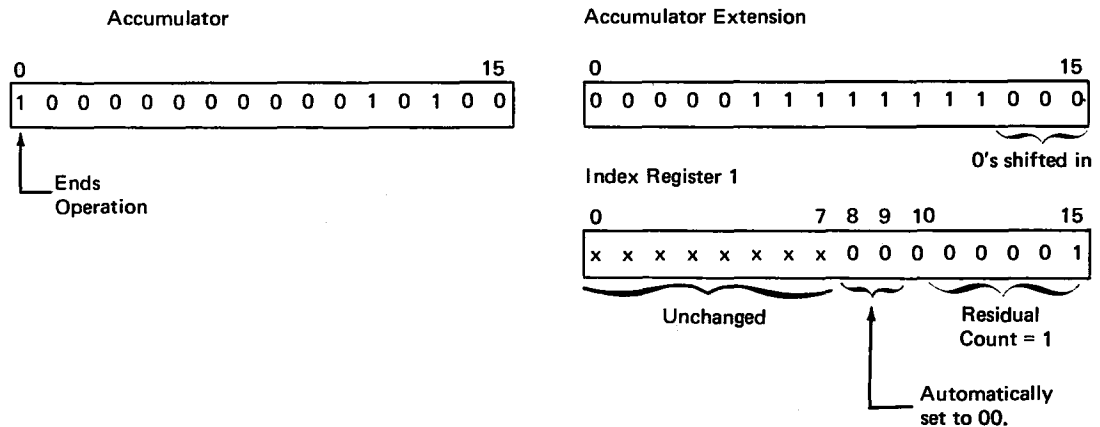 Accumulator
0 15
1 0 0 0 0 0 0 0 0 0 0 1 0 1 0 0
Ends
Operation
Accumulator Extension
0 15
0 0 0 0 0 1 1 1 1 1 1 1 1 0 0 0
0's shifted in
Index Register 1
0 7 8 9 10 15
x x x x x x x x 0 0 0 0 0 0 0 1
Unchanged
Residual
Count = 1
Automatically
set to 00.